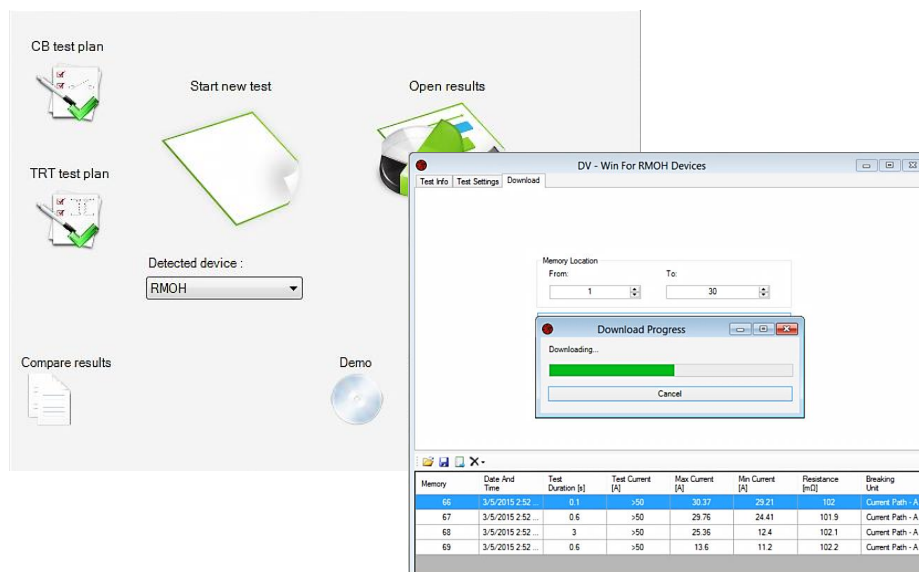 CB test plan
Start new test
Open results
TRT test plan
Detected device :
RMOH
Compare results
Demo
DV - Win For RMOH Devices
Test Info Test Settings Download
Memory Location
From: To:
1 30
Download Progress
Downloading...
Cancel
Memory Date And Time Test Duration [s] Test Current [A] Max Current [A] Min Current [A] Resistance [mΩ] Breaking Unit
66 3/5/2015 2:52 ... 0.1 >50 30.37 29.21 102 Current Path - A
67 3/5/2015 2:52 ... 0.6 >50 29.76 24.41 101.9 Current Path - A
68 3/5/2015 2:52 ... 3 >50 25.36 12.4 102.1 Current Path - A
69 3/5/2015 2:52 ... 0.6 >50 13.6 11.2 102.2 Current Path - A